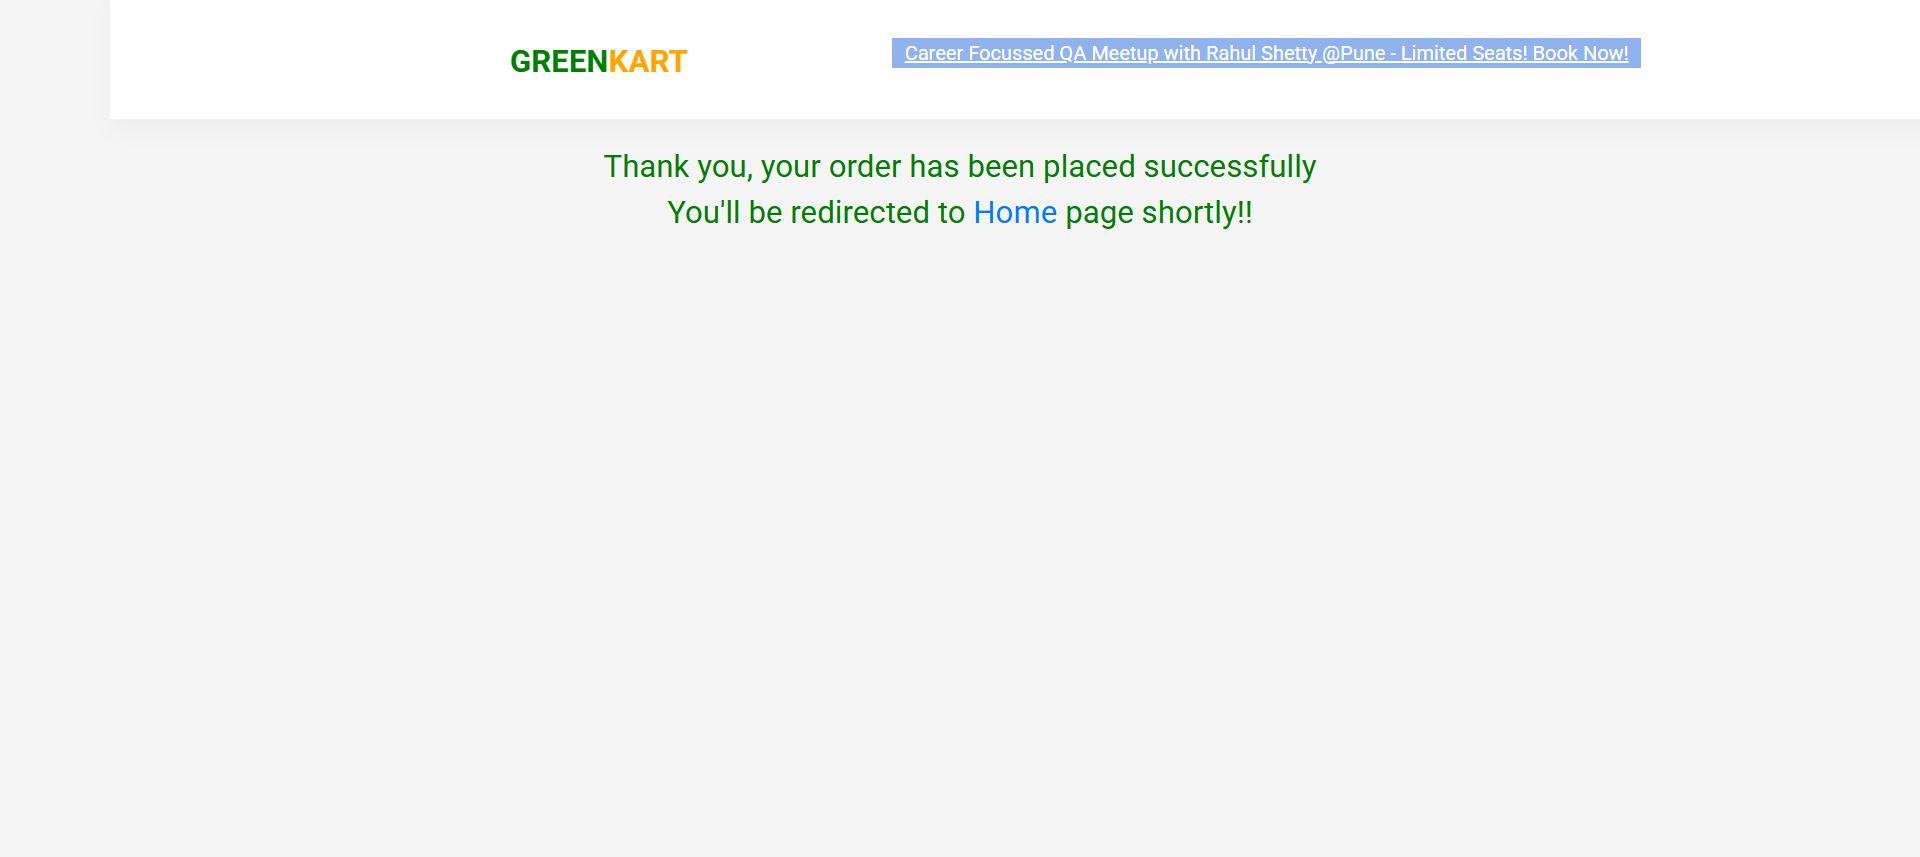 GREENKART
Career Focussed QA Meetup with Rahul Shetty @Pune - Limited Seats! Book Now!
Thank you, your order has been placed successfully
You'll be redirected to Home page shortly!!